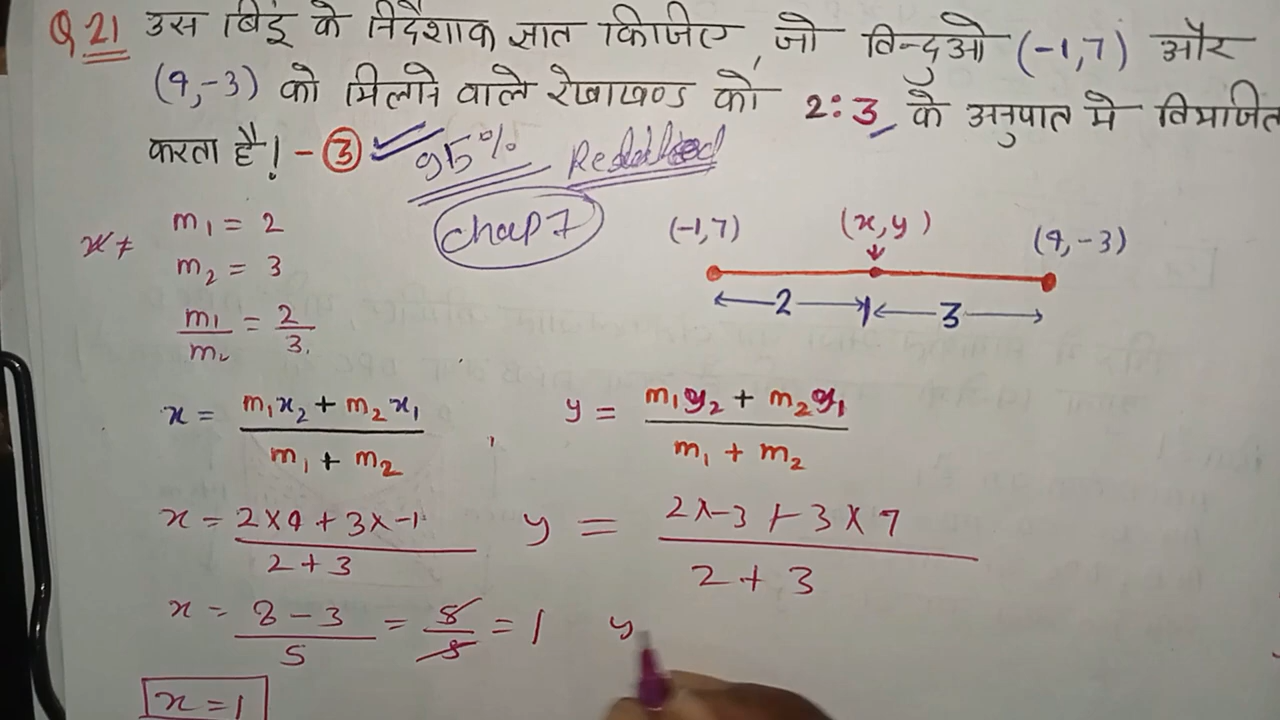 Q 21 उस बिंदु के निर्देशांक ज्ञात किजिए, जो विन्दुओ (-1,7) और
(4,-3) को मिलाने वाले रेखाखण्ड को 2:3 के अनुपात मे विभाजित
करता है! - ③ 95%
chap 7
m₁ = 2
m₂ = 3
m₁/m₂ = 2/3.
(-1,7) (x,y) (4,-3)
2 3
x = (m₁x₂ + m₂x₁)/(m₁ + m₂) , y = (m₁y₂ + m₂y₁)/(m₁ + m₂)
x = (2×4 + 3×-1)/(2+3) y = (2×-3 + 3×7)/(2+3)
x = (8-3)/5 = 5/5 = 1 y
x = 1